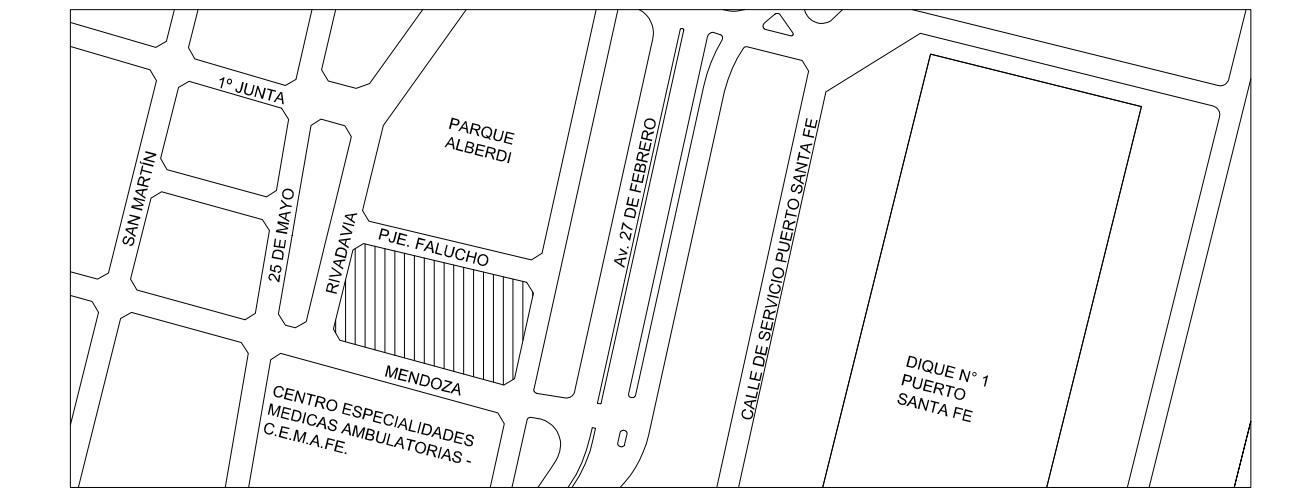 1º JUNTA
PARQUE
ALBERDI
SAN MARTÍN
25 DE MAYO
RIVADAVIA
PJE. FALUCHO
Av. 27 DE FEBRERO
CALLE DE SERVICIO PUERTO SANTA FE
MENDOZA
CENTRO ESPECIALIDADES
MEDICAS AMBULATORIAS -
C.E.M.A.FE.
DIQUE N° 1
PUERTO
SANTA FE